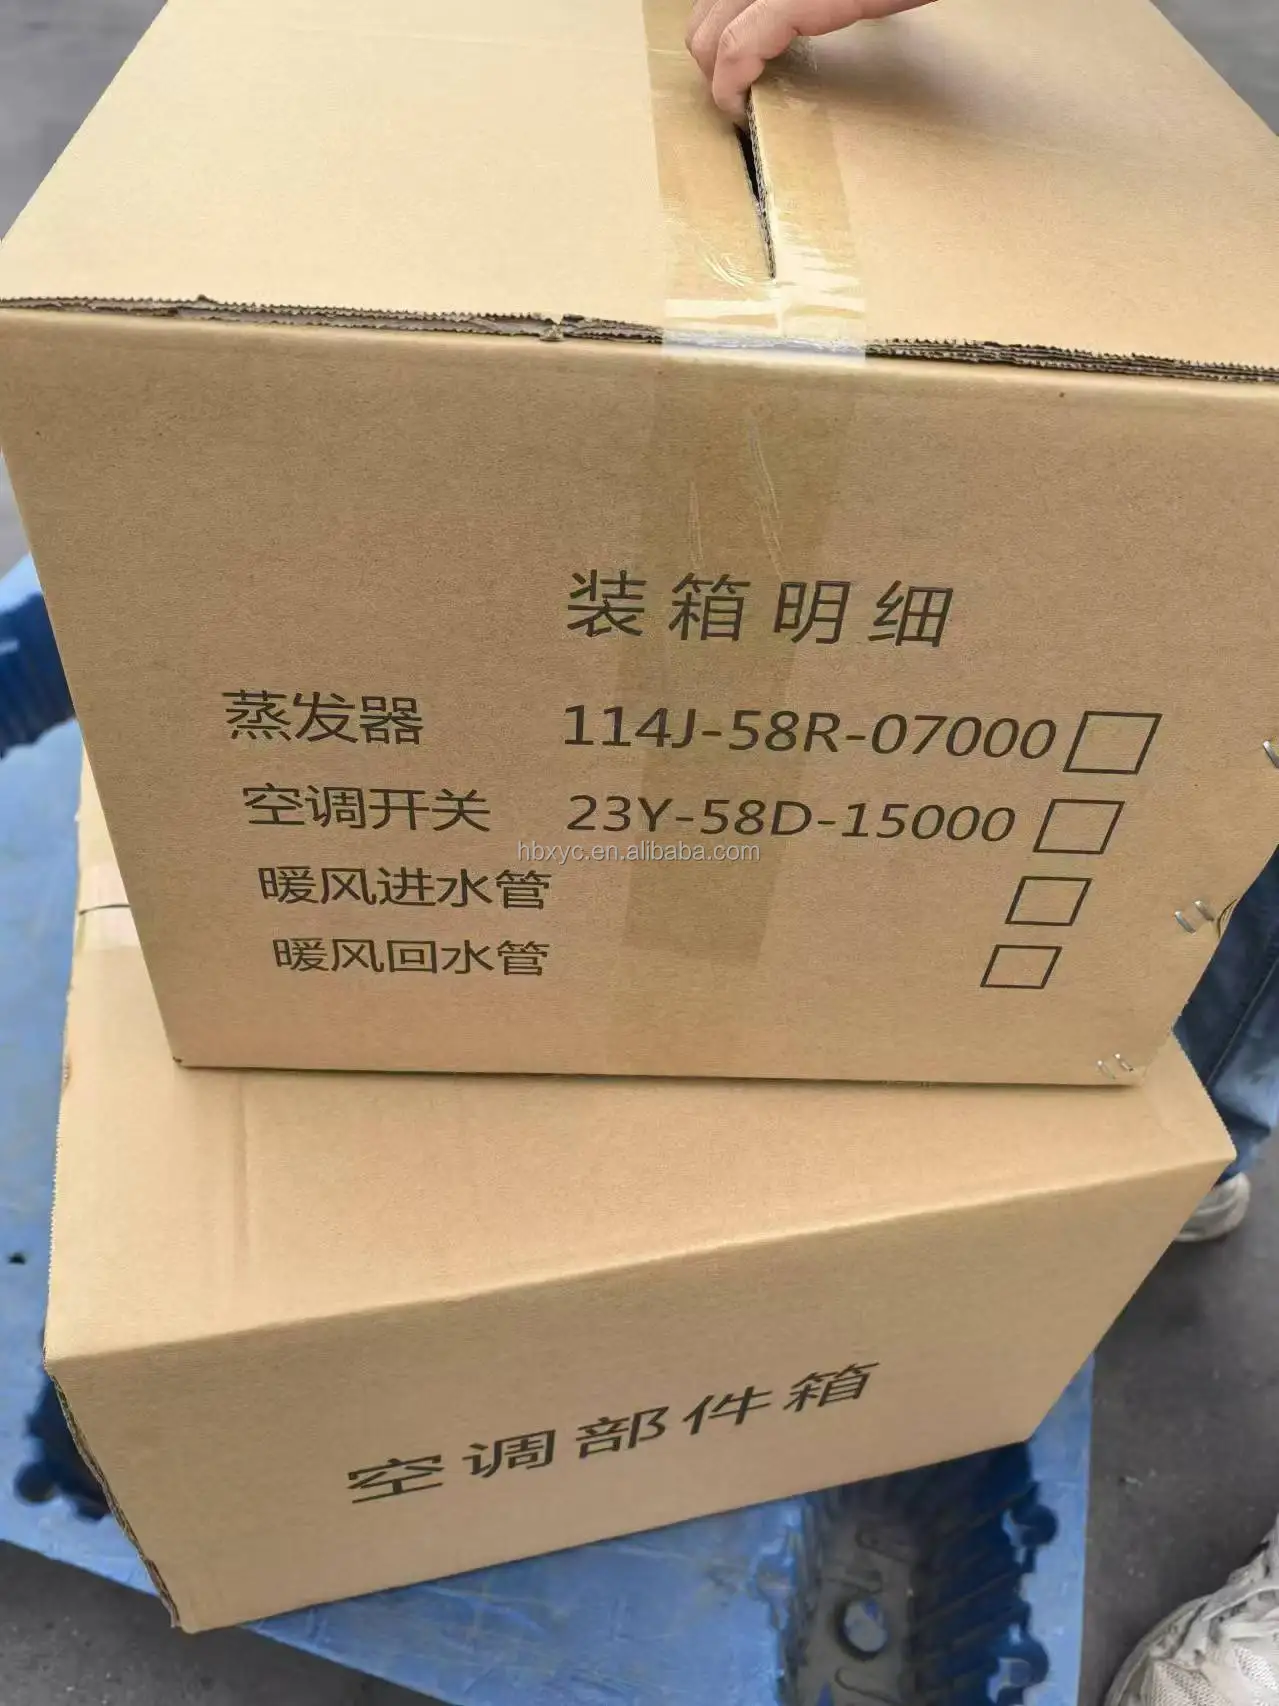 装箱明细
蒸发器 114J-58R-07000
空调开关 23Y-58D-15000
hbxyc.en.alibaba.com
暖风进水管
暖风回水管
空调部件箱